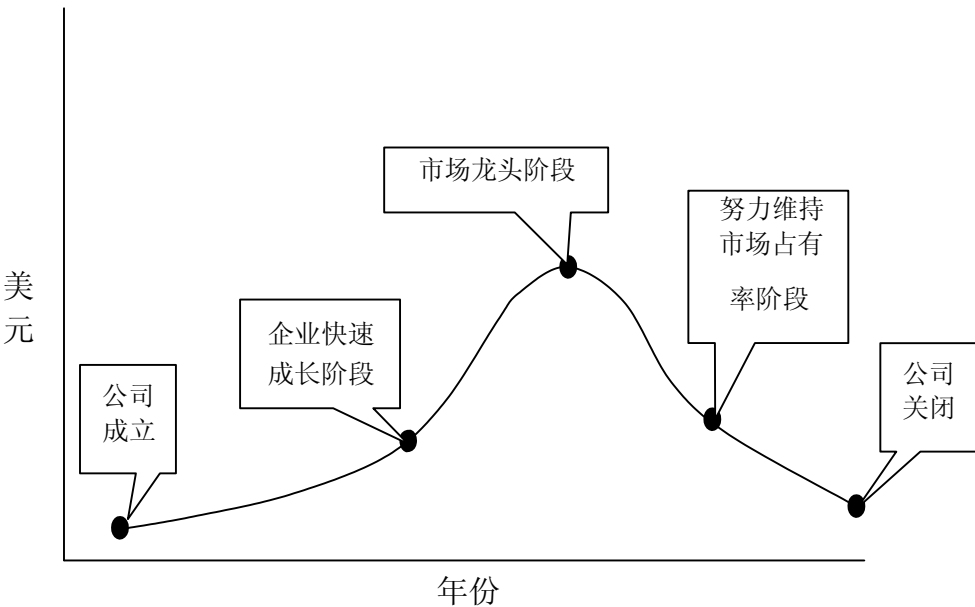 市场龙头阶段
努力维持
市场占有
率阶段
美
元
企业快速
成长阶段
公司
成立
公司
关闭
年份